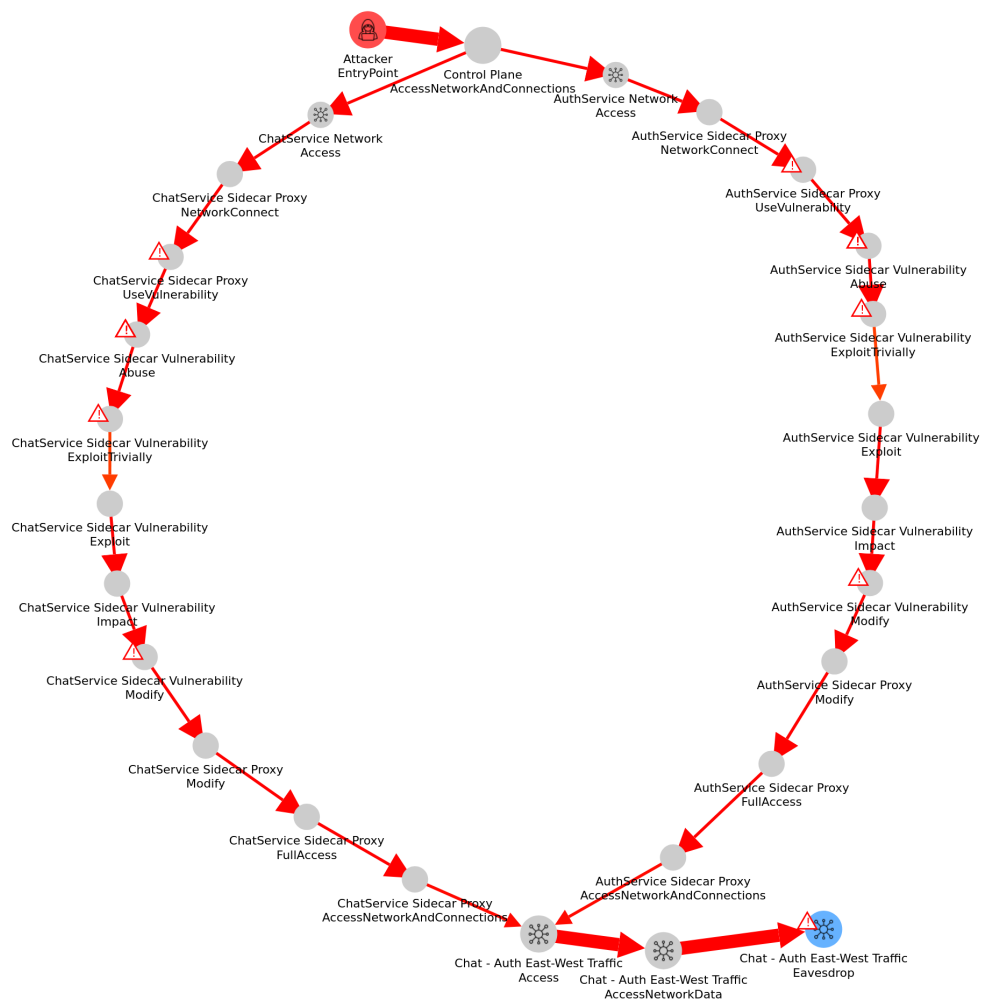 Attacker
EntryPoint
Control Plane
AccessNetworkAndConnections
AuthService Network
Access
ChatService Network
Access
AuthService Sidecar Proxy
NetworkConnect
ChatService Sidecar Proxy
NetworkConnect
AuthService Sidecar Proxy
UseVulnerability
ChatService Sidecar Proxy
UseVulnerability
AuthService Sidecar Vulnerability
Abuse
ChatService Sidecar Vulnerability
Abuse
AuthService Sidecar Vulnerability
ExploitTrivially
ChatService Sidecar Vulnerability
ExploitTrivially
AuthService Sidecar Vulnerability
Exploit
ChatService Sidecar Vulnerability
Exploit
AuthService Sidecar Vulnerability
Impact
ChatService Sidecar Vulnerability
Impact
AuthService Sidecar Vulnerability
Modify
ChatService Sidecar Vulnerability
Modify
AuthService Sidecar Proxy
Modify
ChatService Sidecar Proxy
Modify
AuthService Sidecar Proxy
FullAccess
ChatService Sidecar Proxy
FullAccess
AuthService Sidecar Proxy
AccessNetworkAndConnections
ChatService Sidecar Proxy
AccessNetworkAndConnections
Chat - Auth East-West Traffic
Access
Chat - Auth East-West Traffic
AccessNetworkData
Chat - Auth East-West Traffic
Eavesdrop